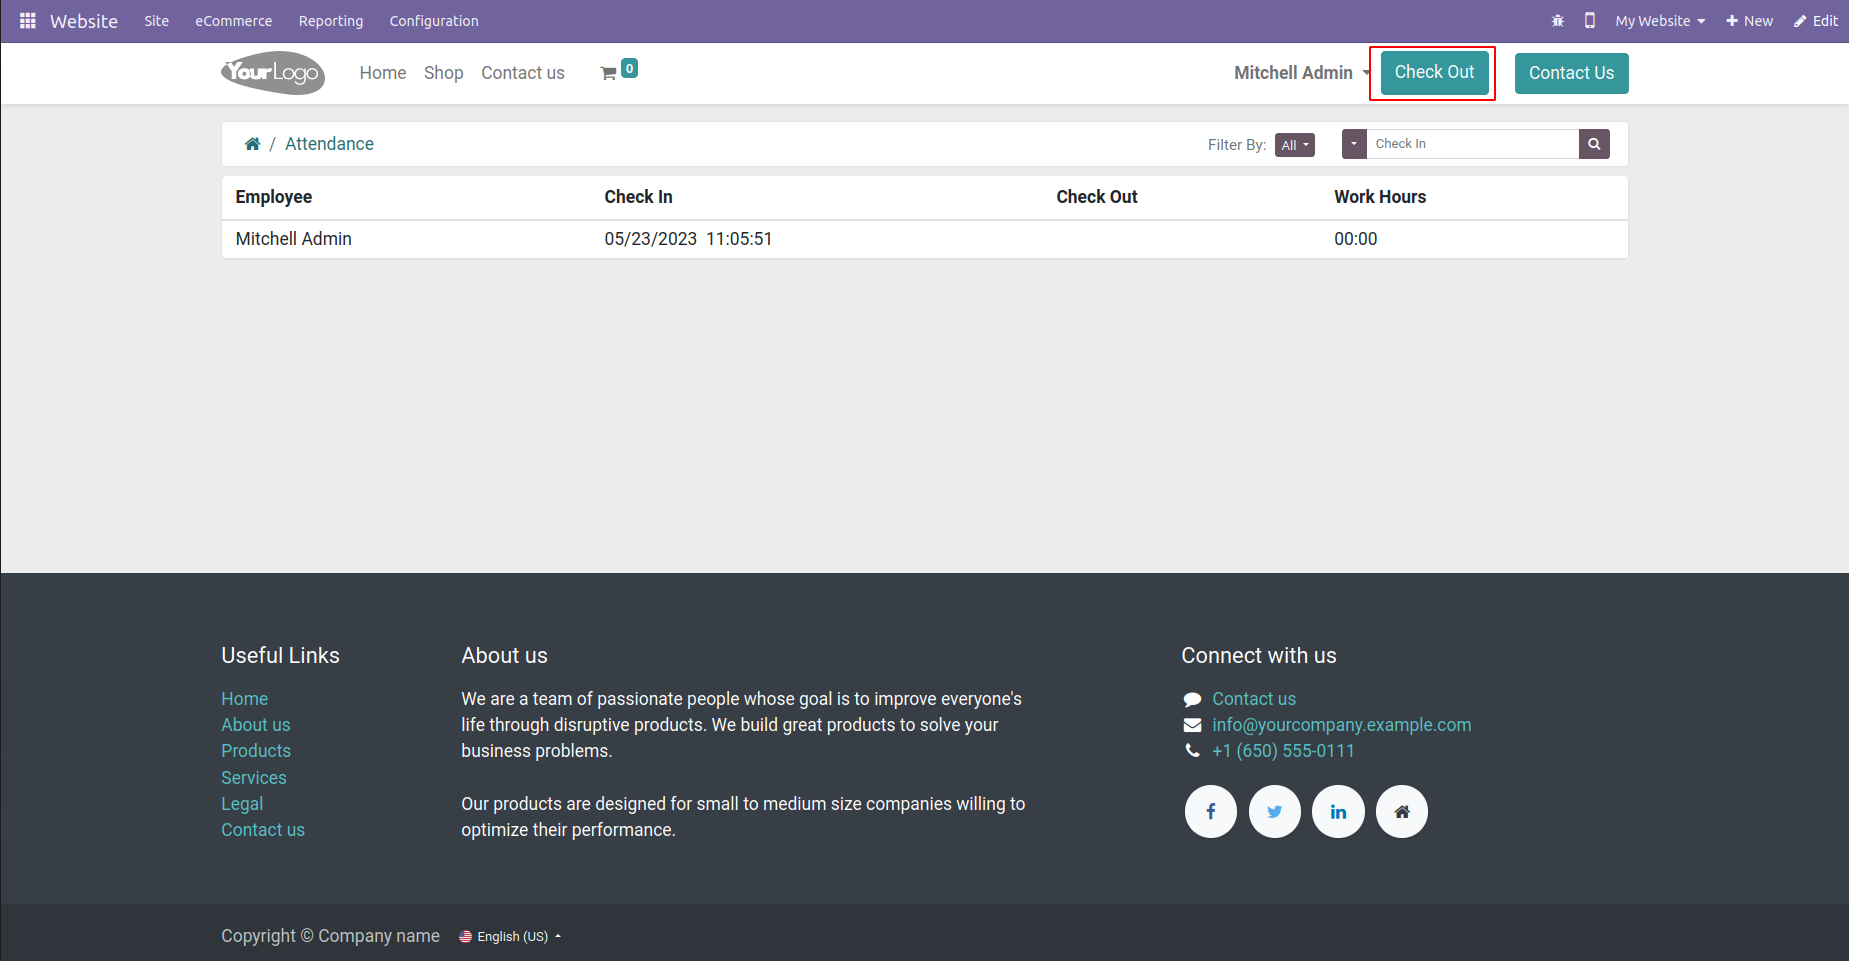 Website Site eCommerce Reporting Configuration My Website New Edit
YourLogo Home Shop Contact us 0 Mitchell Admin Check Out Contact Us
/ Attendance Filter By: All Check In
Employee Check In Check Out Work Hours
Mitchell Admin 05/23/2023 11:05:51 00:00
Useful Links
Home
About us
Products
Services
Legal
Contact us
About us
We are a team of passionate people whose goal is to improve everyone's
life through disruptive products. We build great products to solve your
business problems.
Our products are designed for small to medium size companies willing to
optimize their performance.
Connect with us
Contact us
info@yourcompany.example.com
+1 (650) 555-0111
Copyright © Company name English (US)